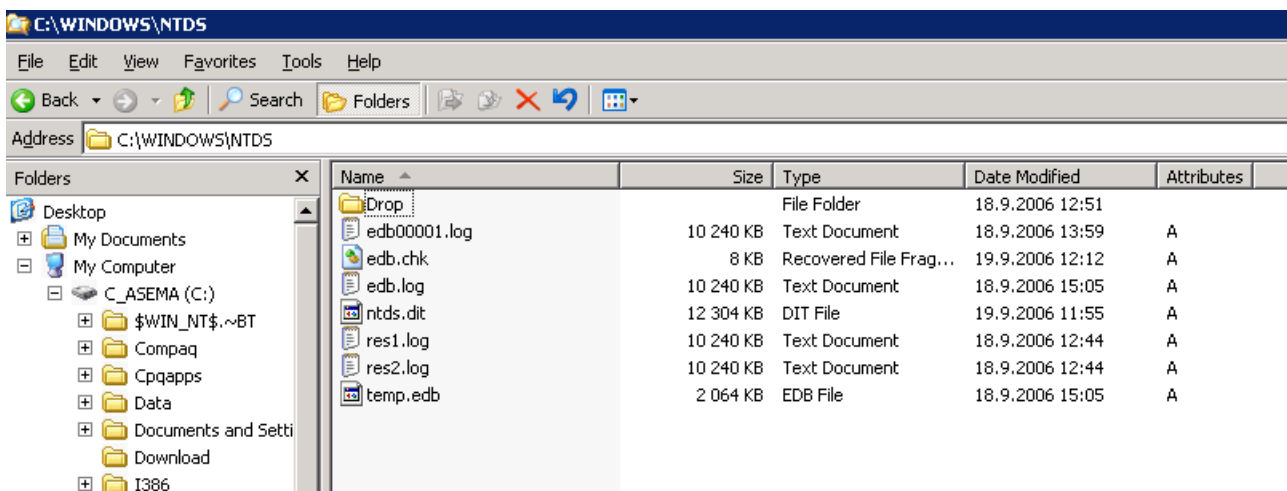 C:\WINDOWS\NTDS
File Edit View Favorites Tools Help
Back Search Folders
Address C:\WINDOWS\NTDS
Folders x
Desktop
My Documents
My Computer
C_ASEMA (C:)
$WIN_NT$.~BT
Compaq
Cpqapps
Data
Documents and Setti
Download
I386
Name Size Type Date Modified Attributes
Drop File Folder 18.9.2006 12:51
edb00001.log 10 240 KB Text Document 18.9.2006 13:59 A
edb.chk 8 KB Recovered File Frag... 19.9.2006 12:12 A
edb.log 10 240 KB Text Document 18.9.2006 15:05 A
ntds.dit 12 304 KB DIT File 19.9.2006 11:55 A
res1.log 10 240 KB Text Document 18.9.2006 12:44 A
res2.log 10 240 KB Text Document 18.9.2006 12:44 A
temp.edb 2 064 KB EDB File 18.9.2006 15:05 A